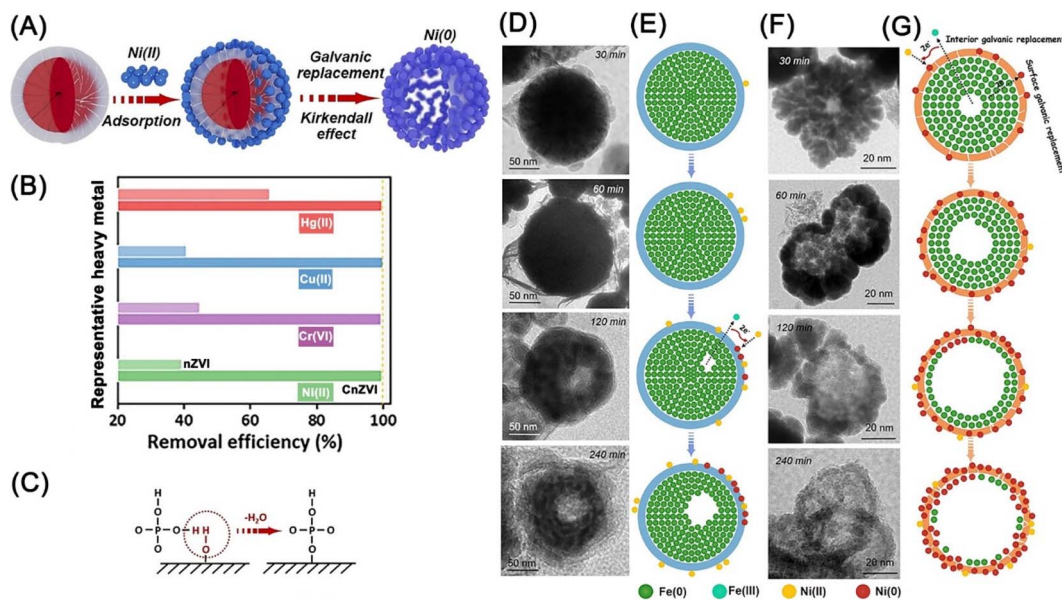 (A)
Ni(II)
Adsorption
Galvanic
replacement
Kirkendall
effect
Ni(0)
(B)
Representative heavy metal
Hg(II)
Cu(II)
Cr(VI)
nZVI
Ni(II)
CnZVI
20
40
60
80
100
Removal efficiency (%)
(C)
H
O
O-P-O-H H
O
O
-H₂O
H
O
O-P-O
O
(D)
30 min
50 nm
60 min
50 nm
120 min
50 nm
240 min
50 nm
(E)
2e⁻
(F)
30 min
20 nm
60 min
20 nm
120 min
20 nm
240 min
20 nm
(G)
Interior galvanic replacement
2e⁻
Surface galvanic replacement
Fe(0)
Fe(III)
Ni(II)
Ni(0)